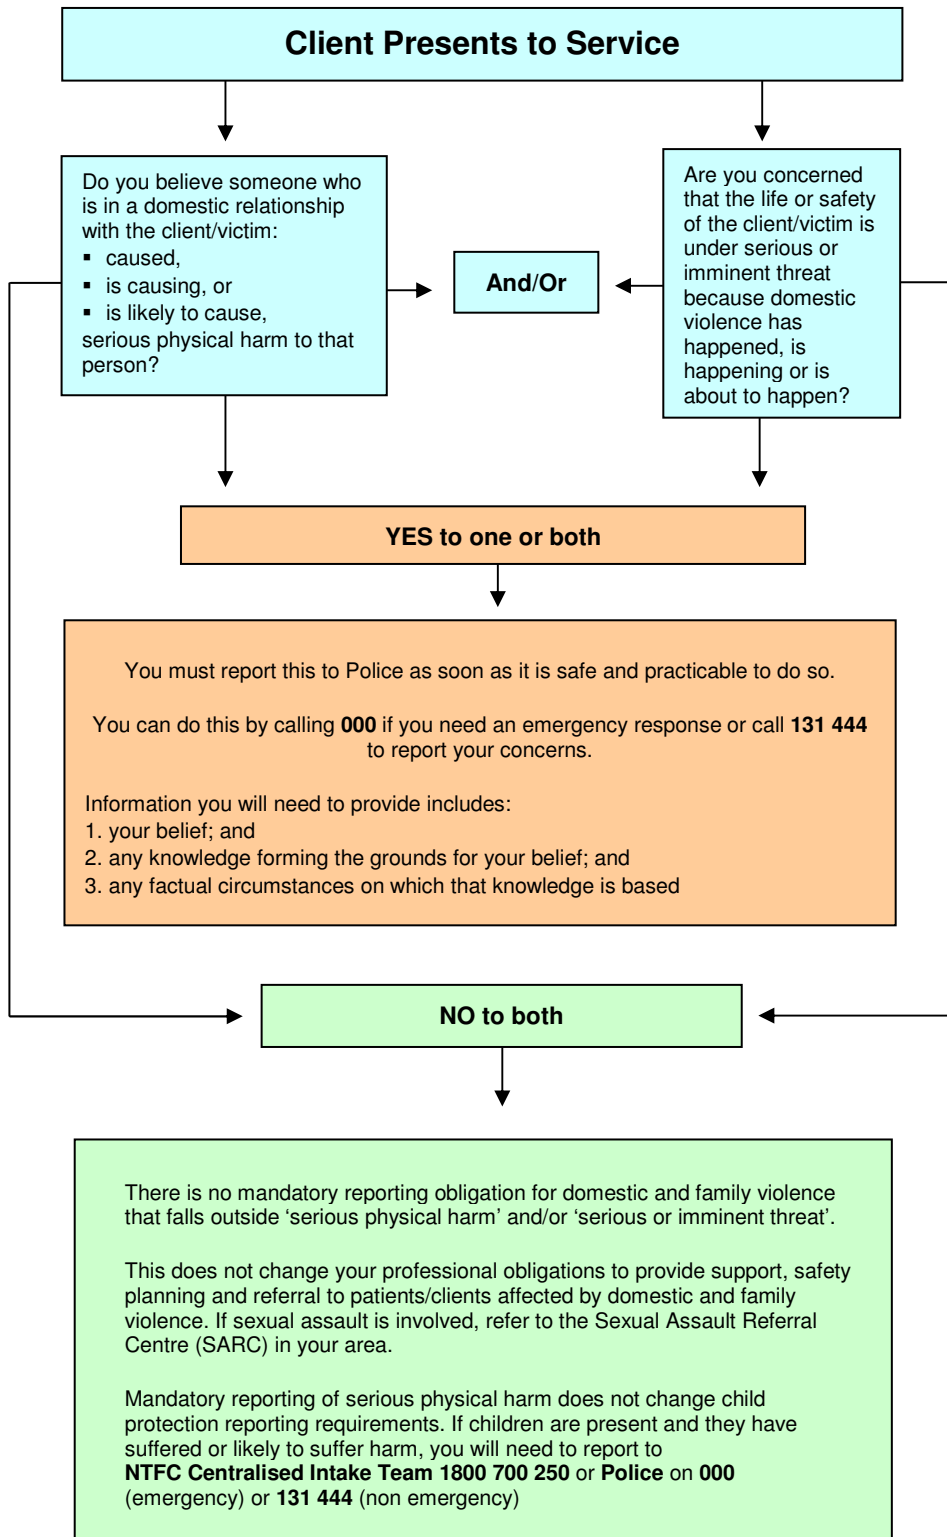 Client Presents to Service
Do you believe someone who
is in a domestic relationship
with the client/victim:
▪ caused,
▪ is causing, or
▪ is likely to cause,
serious physical harm to that
person?
And/Or
Are you concerned
that the life or safety
of the client/victim is
under serious or
imminent threat
because domestic
violence has
happened, is
happening or is
about to happen?
YES to one or both
You must report this to Police as soon as it is safe and practicable to do so.
You can do this by calling 000 if you need an emergency response or call 131 444
to report your concerns.
Information you will need to provide includes:
1. your belief; and
2. any knowledge forming the grounds for your belief; and
3. any factual circumstances on which that knowledge is based
NO to both
There is no mandatory reporting obligation for domestic and family violence
that falls outside ‘serious physical harm’ and/or ‘serious or imminent threat’.
This does not change your professional obligations to provide support, safety
planning and referral to patients/clients affected by domestic and family
violence. If sexual assault is involved, refer to the Sexual Assault Referral
Centre (SARC) in your area.
Mandatory reporting of serious physical harm does not change child
protection reporting requirements. If children are present and they have
suffered or likely to suffer harm, you will need to report to
NTFC Centralised Intake Team 1800 700 250 or Police on 000
(emergency) or 131 444 (non emergency)